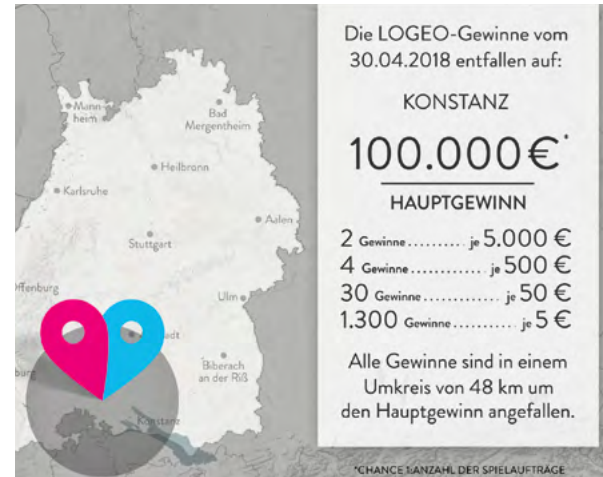 Mann-
heim
Bad
Mergentheim
Heilbronn
Karlsruhe
Aalen
Stuttgart
Ulm
Biberach
an der Riß
Konstanz
Die LOGEO-Gewinne vom
30.04.2018 entfallen auf:
KONSTANZ
100.000€*
HAUPTGEWINN
2 Gewinne.......... je 5.000 €
4 Gewinne.............. je 500 €
30 Gewinne.............. je 50 €
1.300 Gewinne............ je 5 €
Alle Gewinne sind in einem
Umkreis von 48 km um
den Hauptgewinn angefallen.
*CHANCE 1:ANZAHL DER SPIELAUFTRÄGE